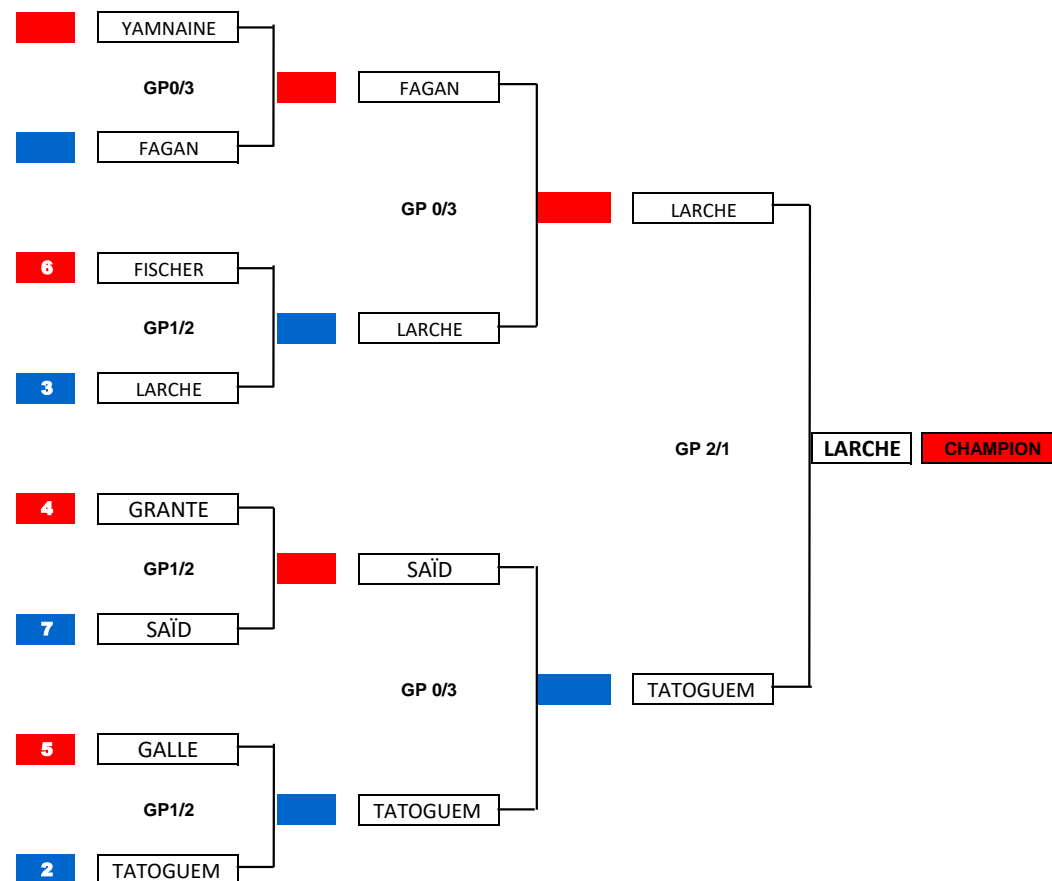 YAMNAINE
GP0/3
FAGAN
FAGAN
GP 0/3
LARCHE
6 FISCHER
GP1/2
LARCHE
3 LARCHE
GP 2/1
LARCHE CHAMPION
4 GRANTE
GP1/2
SAÏD
7 SAÏD
GP 0/3
TATOGUEM
5 GALLE
GP1/2
TATOGUEM
2 TATOGUEM